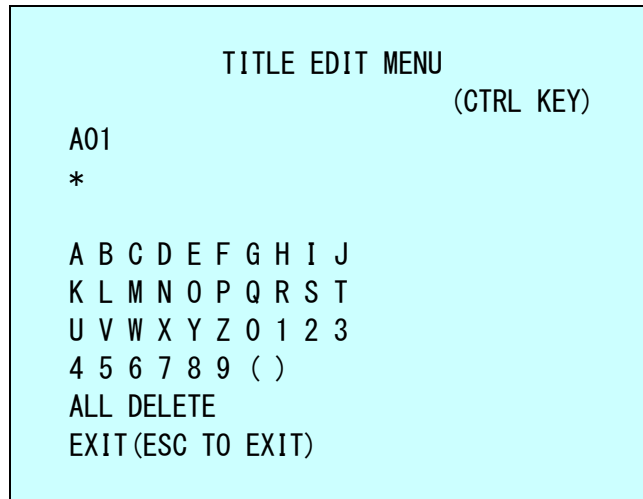 TITLE EDIT MENU
(CTRL KEY)
A01
*
A B C D E F G H I J
K L M N O P Q R S T
U V W X Y Z 0 1 2 3
4 5 6 7 8 9 ( )
ALL DELETE
EXIT(ESC TO EXIT)